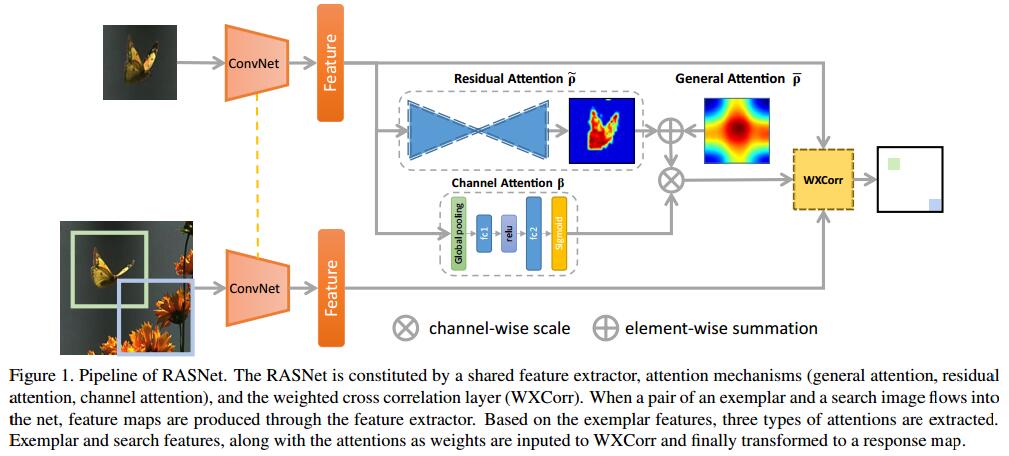 ConvNet
Feature
Residual Attention ρ̃
General Attention ρ̄
Channel Attention β
Global pooling
fc1
relu
fc2
Sigmoid
WXCorr
ConvNet
Feature
channel-wise scale
element-wise summation
Figure 1. Pipeline of RASNet. The RASNet is constituted by a shared feature extractor, attention mechanisms (general attention, residual
attention, channel attention), and the weighted cross correlation layer (WXCorr). When a pair of an exemplar and a search image flows into
the net, feature maps are produced through the feature extractor. Based on the exemplar features, three types of attentions are extracted.
Exemplar and search features, along with the attentions as weights are inputed to WXCorr and finally transformed to a response map.